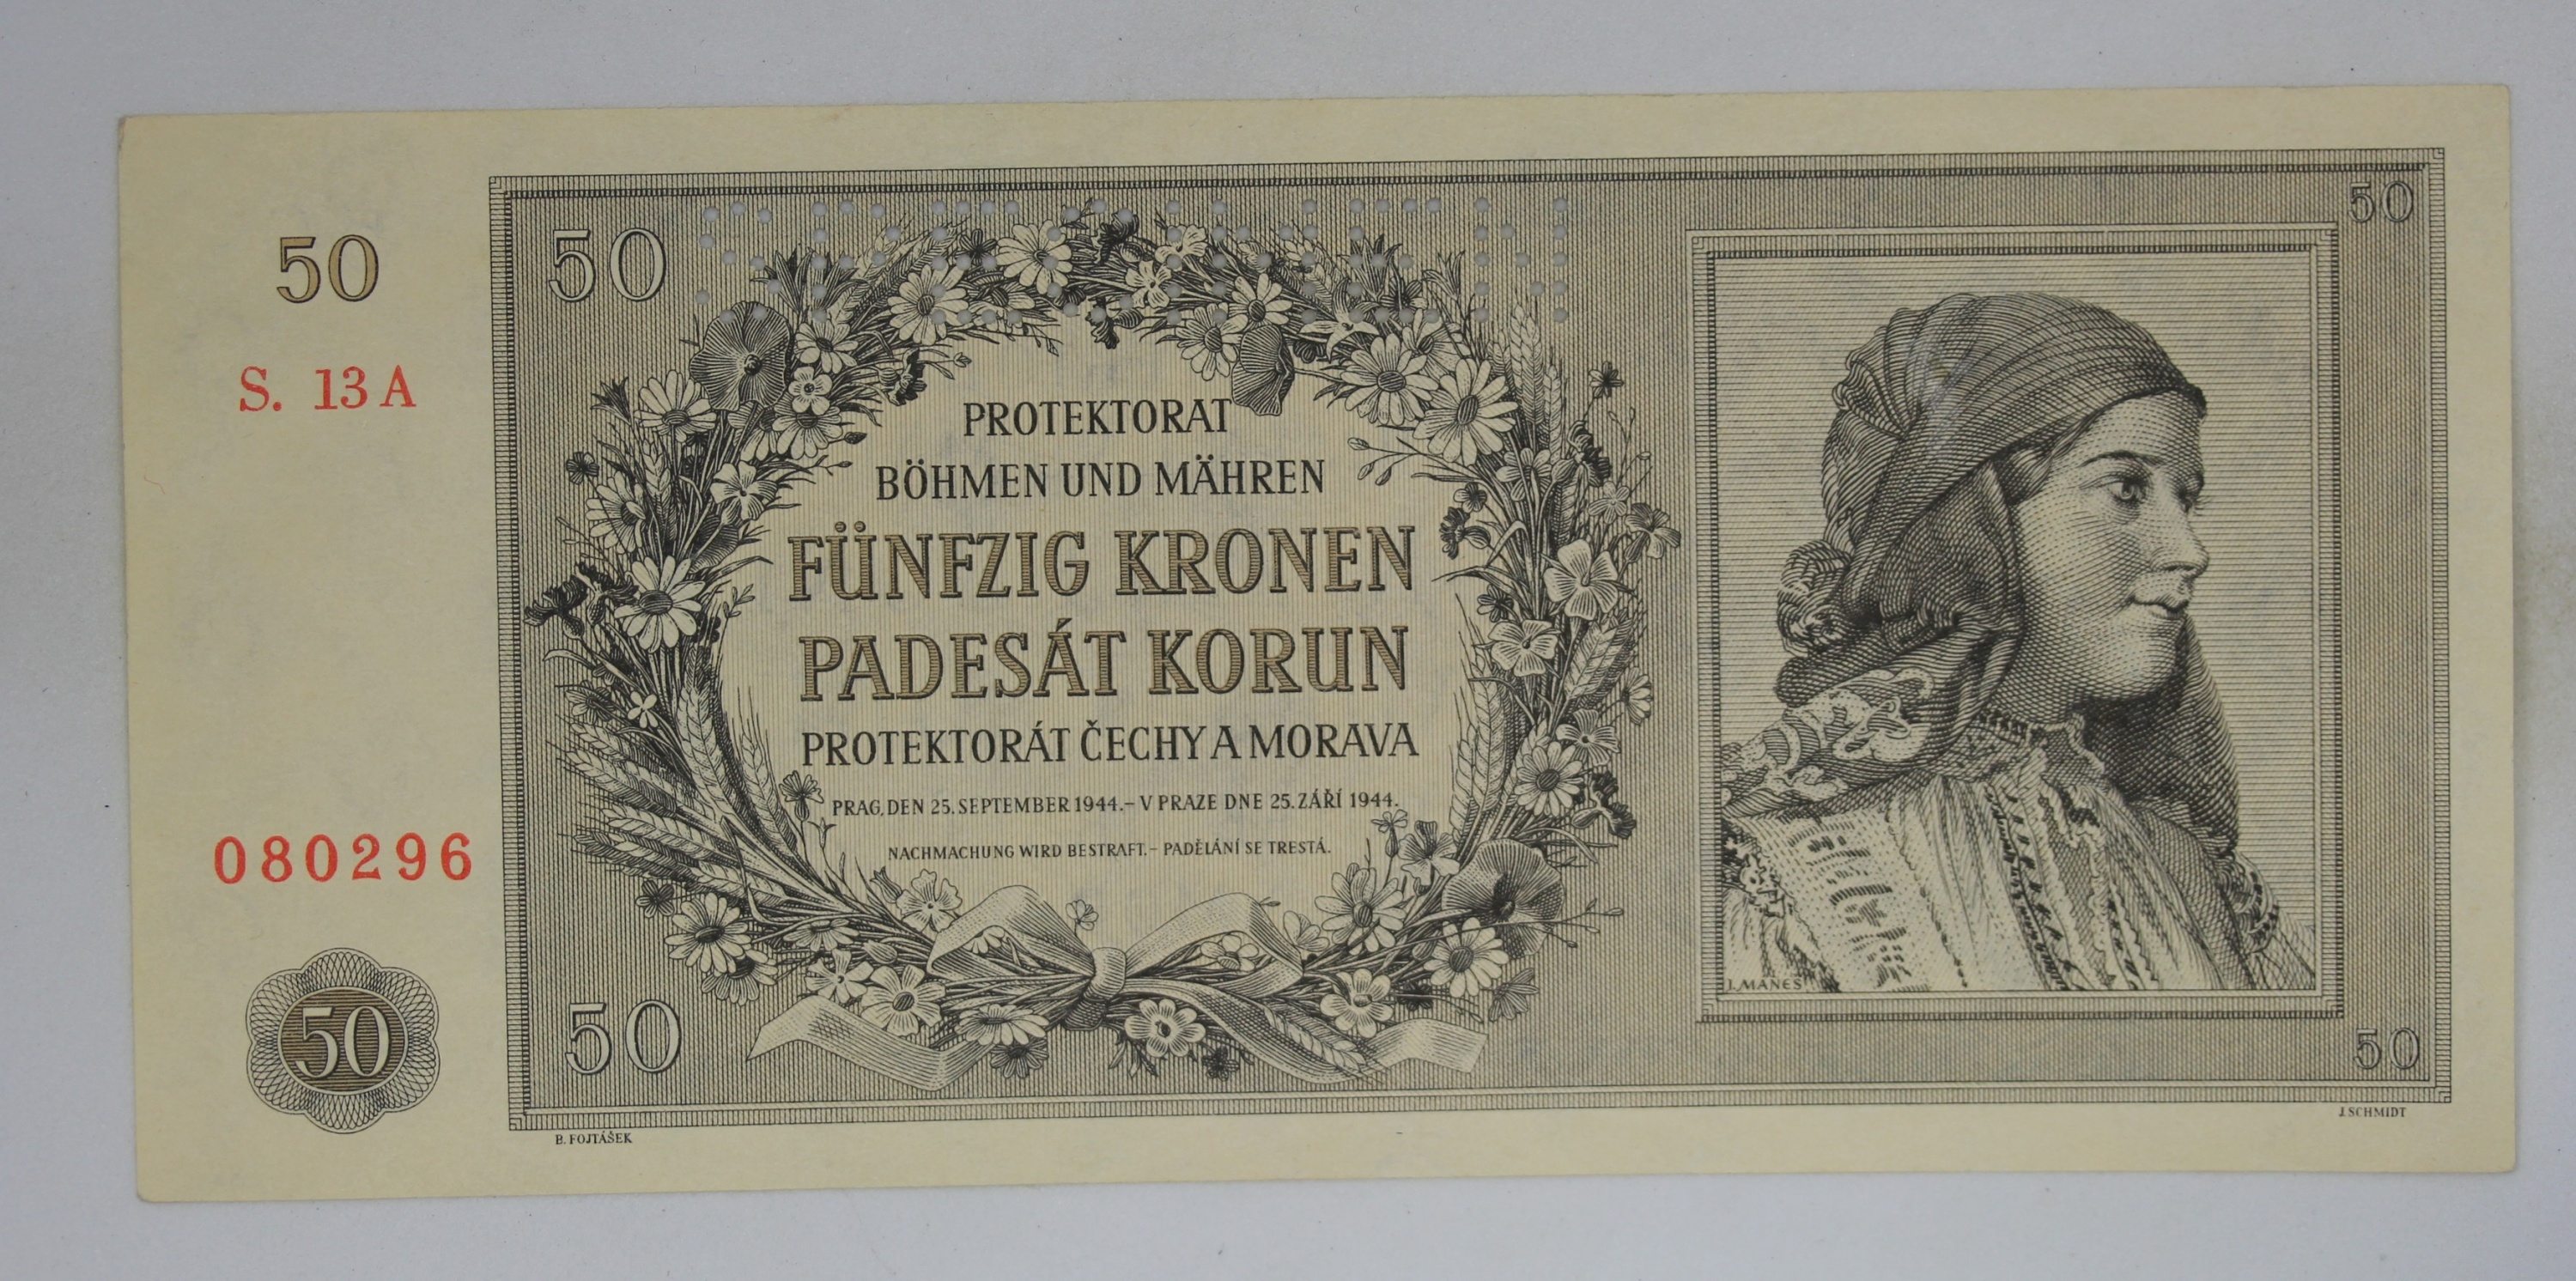 50
S. 13 A
080296
50
50
SPECIMEN
PROTEKTORAT
BÖHMEN UND MÄHREN
FÜNFZIG KRONEN
PADESÁT KORUN
PROTEKTORÁT ČECHY A MORAVA
PRAG, DEN 25. SEPTEMBER 1944. – V PRAZE DNE 25. ZÁŘÍ 1944.
NACHMACHUNG WIRD BESTRAFT. – PADĚLÁNÍ SE TRESTÁ.
50
50
J. MÁNES
50
B. FOJTÁŠEK
J. SCHMIDT